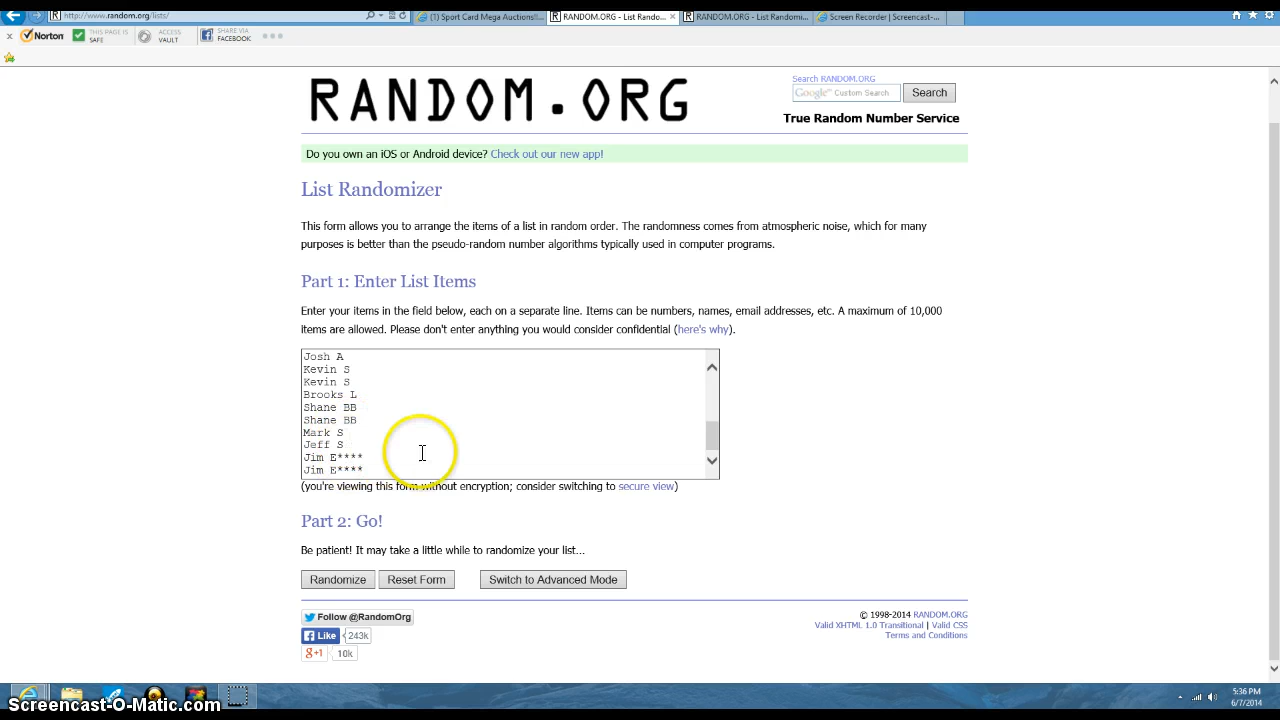 http://www.random.org/lists/
(1) Sport Card Mega Auctions!!...
RANDOM.ORG - List Rando...
RANDOM.ORG - List Randomi...
Screen Recorder | Screencast-...
Norton
THIS PAGE IS SAFE
ACCESS VAULT
SHARE VIA FACEBOOK
RANDOM.ORG
Search RANDOM.ORG
Google Custom Search
Search
True Random Number Service
Do you own an iOS or Android device? Check out our new app!
List Randomizer
This form allows you to arrange the items of a list in random order. The randomness comes from atmospheric noise, which for many
purposes is better than the pseudo-random number algorithms typically used in computer programs.
Part 1: Enter List Items
Enter your items in the field below, each on a separate line. Items can be numbers, names, email addresses, etc. A maximum of 10,000
items are allowed. Please don't enter anything you would consider confidential (here's why).
Josh A
Kevin S
Kevin S
Brooks L
Shane BB
Shane BB
Mark S
Jeff S
Jim E****
Jim E****
(you're viewing this form without encryption; consider switching to secure view)
Part 2: Go!
Be patient! It may take a little while to randomize your list...
Randomize
Reset Form
Switch to Advanced Mode
Follow @RandomOrg
Like 243k
g+1 10k
© 1998-2014 RANDOM.ORG
Valid XHTML 1.0 Transitional | Valid CSS
Terms and Conditions
5:36 PM
6/7/2014
Screencast-O-Matic.com